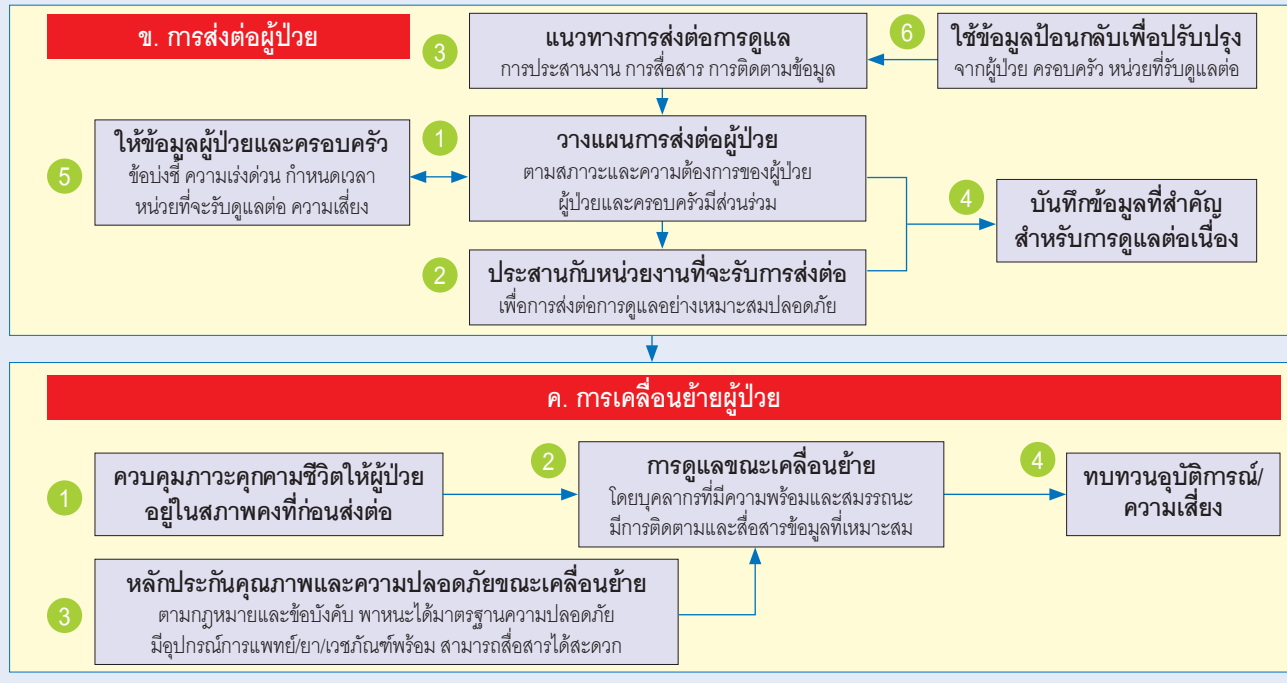 ข. การส่งต่อผู้ป่วย
3
แนวทางการส่งต่อการดูแล
การประสานงาน การสื่อสาร การติดตามข้อมูล
6
ใช้ข้อมูลป้อนกลับเพื่อปรับปรุง
จากผู้ป่วย ครอบครัว หน่วยที่รับดูแลต่อ
5
ให้ข้อมูลผู้ป่วยและครอบครัว
ข้อบ่งชี้ ความเร่งด่วน กำหนดเวลา
หน่วยที่จะรับดูแลต่อ ความเสี่ยง
1
วางแผนการส่งต่อผู้ป่วย
ตามสภาวะและความต้องการของผู้ป่วย
ผู้ป่วยและครอบครัวมีส่วนร่วม
4
บันทึกข้อมูลที่สำคัญ
สำหรับการดูแลต่อเนื่อง
2
ประสานกับหน่วยงานที่จะรับการส่งต่อ
เพื่อการส่งต่อการดูแลอย่างเหมาะสมปลอดภัย
ค. การเคลื่อนย้ายผู้ป่วย
1
ควบคุมภาวะคุกคามชีวิตให้ผู้ป่วย
อยู่ในสภาพคงที่ก่อนส่งต่อ
2
การดูแลขณะเคลื่อนย้าย
โดยบุคลากรที่มีความพร้อมและสมรรถนะ
มีการติดตามและสื่อสารข้อมูลที่เหมาะสม
4
ทบทวนอุบัติการณ์/
ความเสี่ยง
3
หลักประกันคุณภาพและความปลอดภัยขณะเคลื่อนย้าย
ตามกฎหมายและข้อบังคับ พาหนะได้มาตรฐานความปลอดภัย
มีอุปกรณ์การแพทย์/ยา/เวชภัณฑ์พร้อม สามารถสื่อสารได้สะดวก